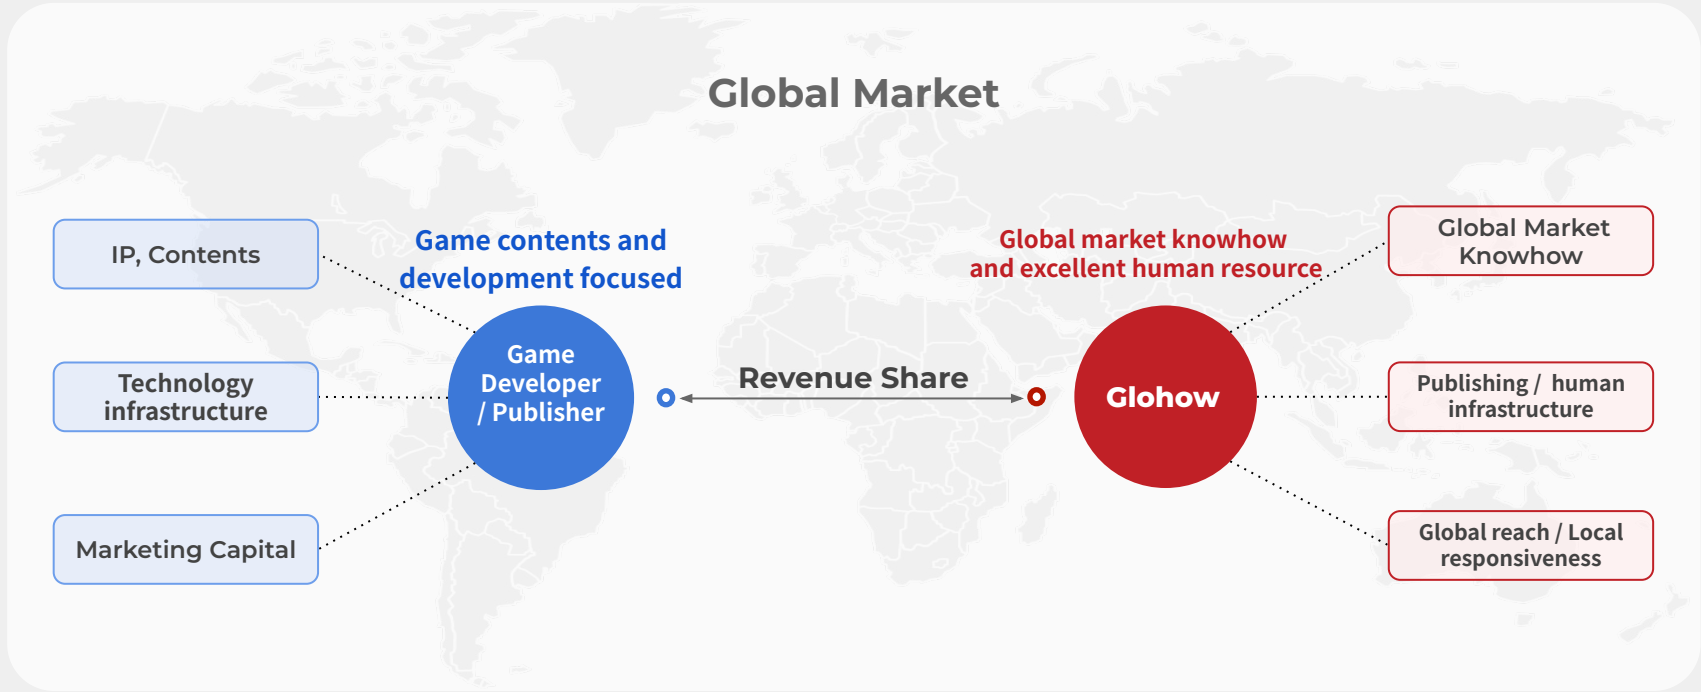 Global Market
IP, Contents
Technology
infrastructure
Marketing Capital
Game contents and
development focused
Game
Developer
/ Publisher
Revenue Share
Global market knowhow
and excellent human resource
Glohow
Global Market
Knowhow
Publishing /  human
infrastructure
Global reach / Local
responsiveness